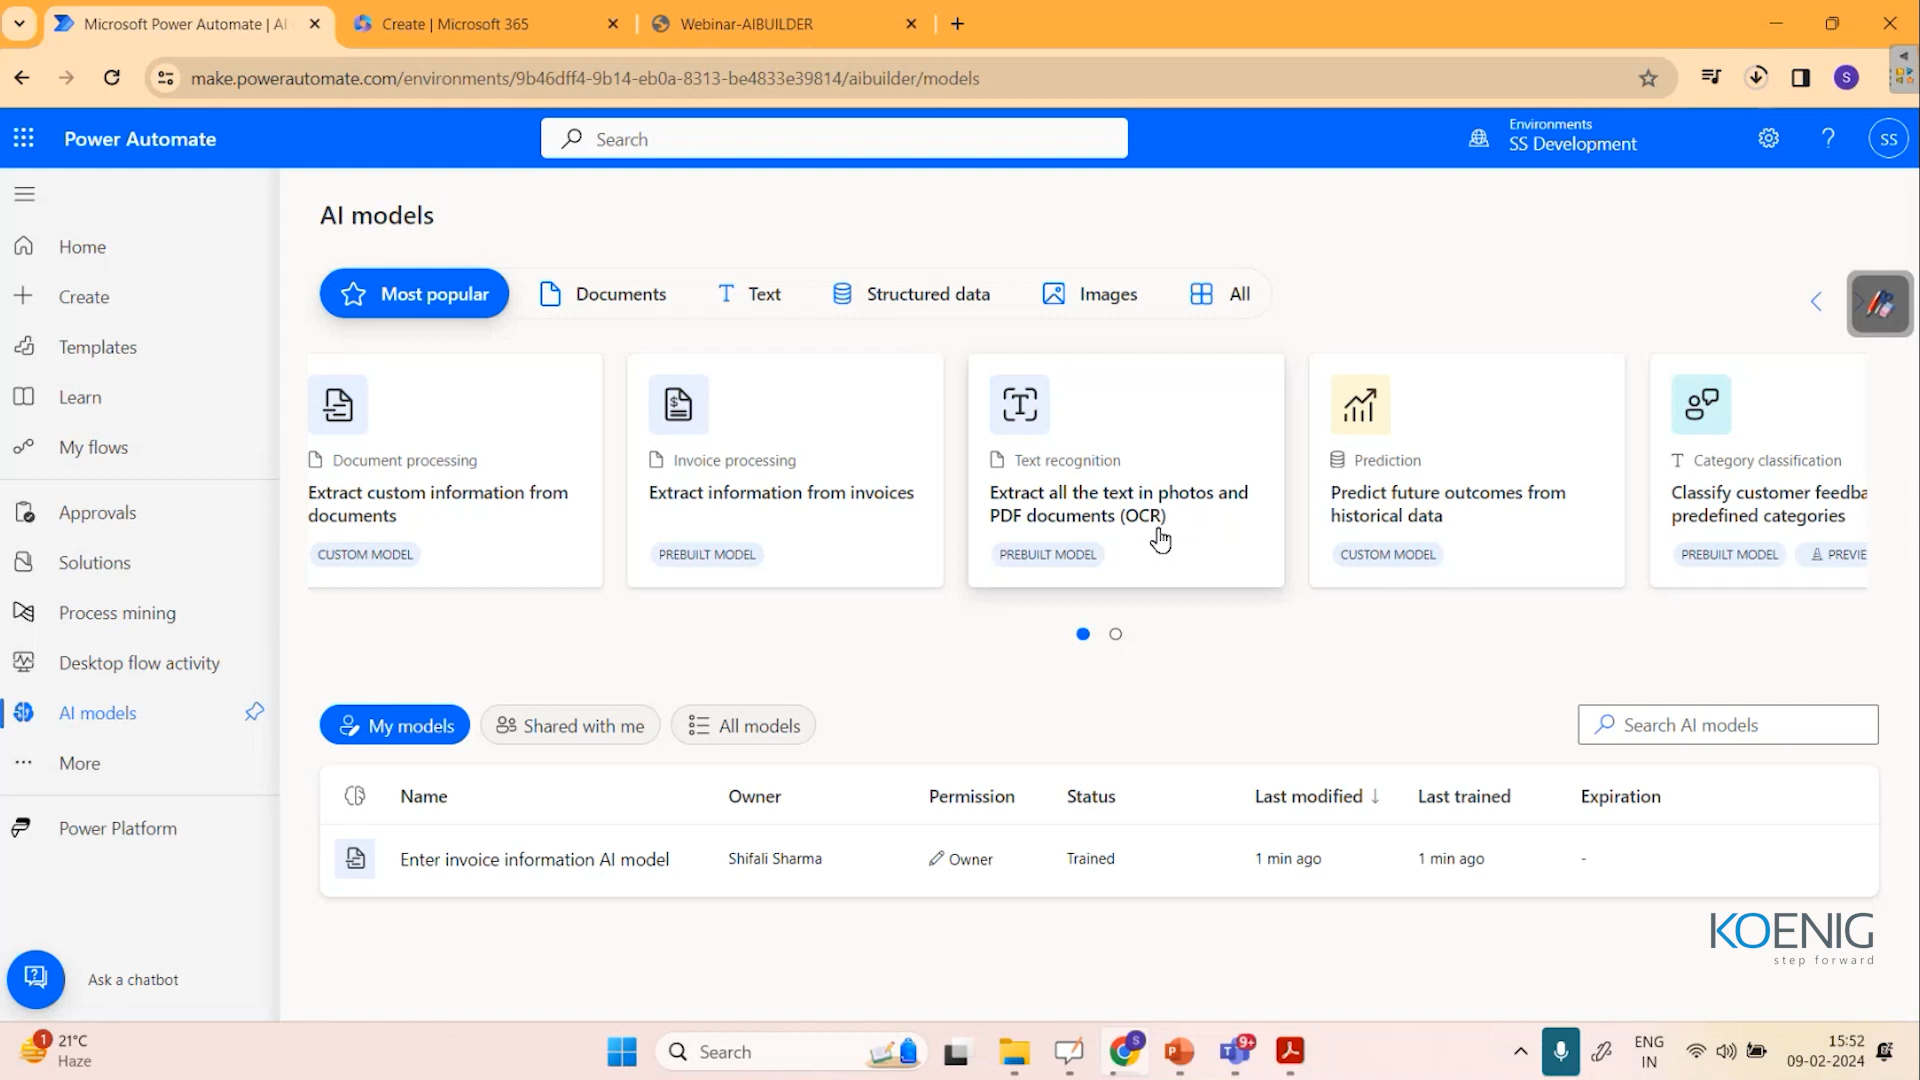 Microsoft Power Automate | AI
Create | Microsoft 365
Webinar-AIBUILDER
make.powerautomate.com/environments/9b46dff4-9b14-eb0a-8313-be4833e39814/aibuilder/models
S
Power Automate
Search
Environments
SS Development
?
SS
Home
Create
Templates
Learn
My flows
Approvals
Solutions
Process mining
Desktop flow activity
AI models
More
Power Platform
Ask a chatbot
AI models
Most popular
Documents
Text
Structured data
Images
All
Document processing
Extract custom information from
documents
CUSTOM MODEL
Invoice processing
Extract information from invoices
PREBUILT MODEL
Text recognition
Extract all the text in photos and
PDF documents (OCR)
PREBUILT MODEL
Prediction
Predict future outcomes from
historical data
CUSTOM MODEL
Category classification
Classify customer feedba
predefined categories
PREBUILT MODEL
PREVIE
My models
Shared with me
All models
Search AI models
Name Owner Permission Status Last modified ↓ Last trained Expiration
Enter invoice information AI model Shifali Sharma Owner Trained 1 min ago 1 min ago -
KOENIG
step forward
1
21°C
Haze
Search
S
9+
ENG
IN
15:52
09-02-2024